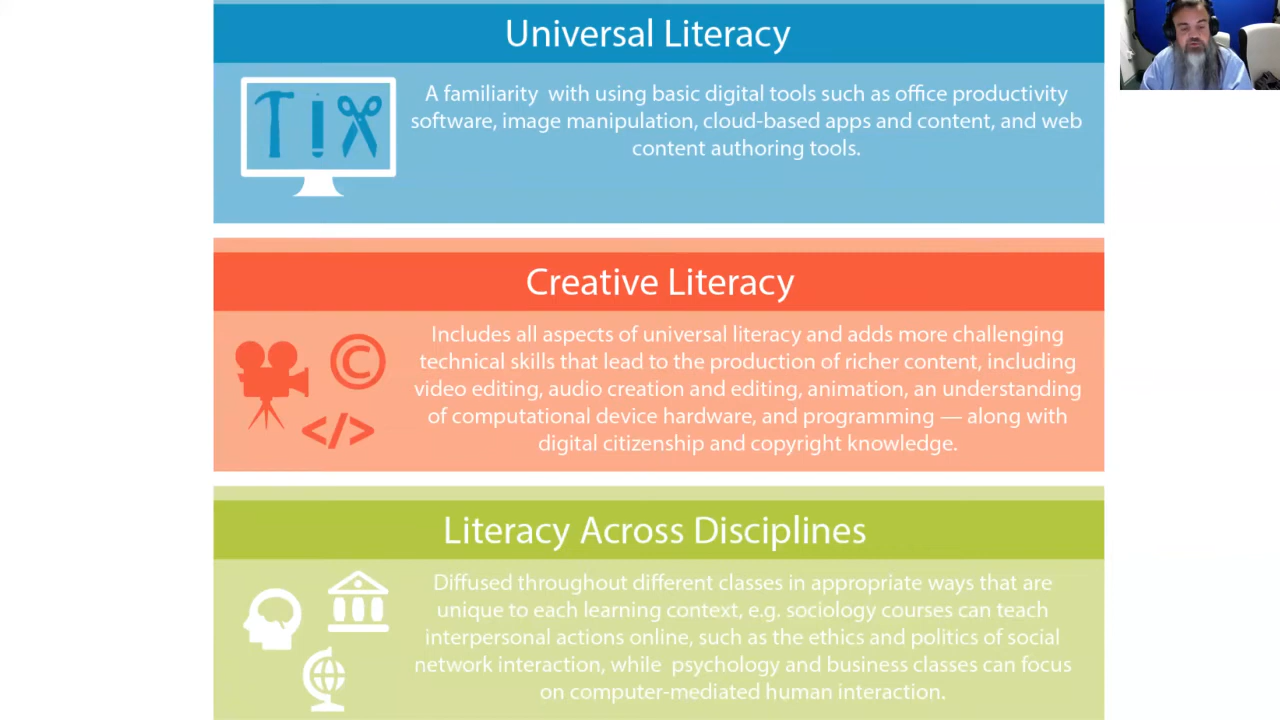 Universal Literacy
A familiarity with using basic digital tools such as office productivity
software, image manipulation, cloud-based apps and content, and web
content authoring tools.
Creative Literacy
Includes all aspects of universal literacy and adds more challenging
technical skills that lead to the production of richer content, including
video editing, audio creation and editing, animation, an understanding
of computational device hardware, and programming — along with
digital citizenship and copyright knowledge.
Literacy Across Disciplines
Diffused throughout different classes in appropriate ways that are
unique to each learning context, e.g. sociology courses can teach
interpersonal actions online, such as the ethics and politics of social
network interaction, while psychology and business classes can focus
on computer-mediated human interaction.